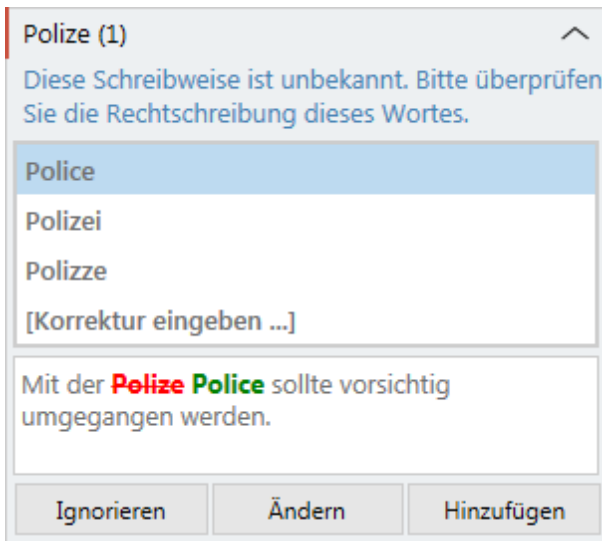 Polize (1)
Diese Schreibweise ist unbekannt. Bitte überprüfen
Sie die Rechtschreibung dieses Wortes.
Police
Polizei
Polizze
[Korrektur eingeben ...]
Mit der Polize Police sollte vorsichtig
umgegangen werden.
Ignorieren Ändern Hinzufügen